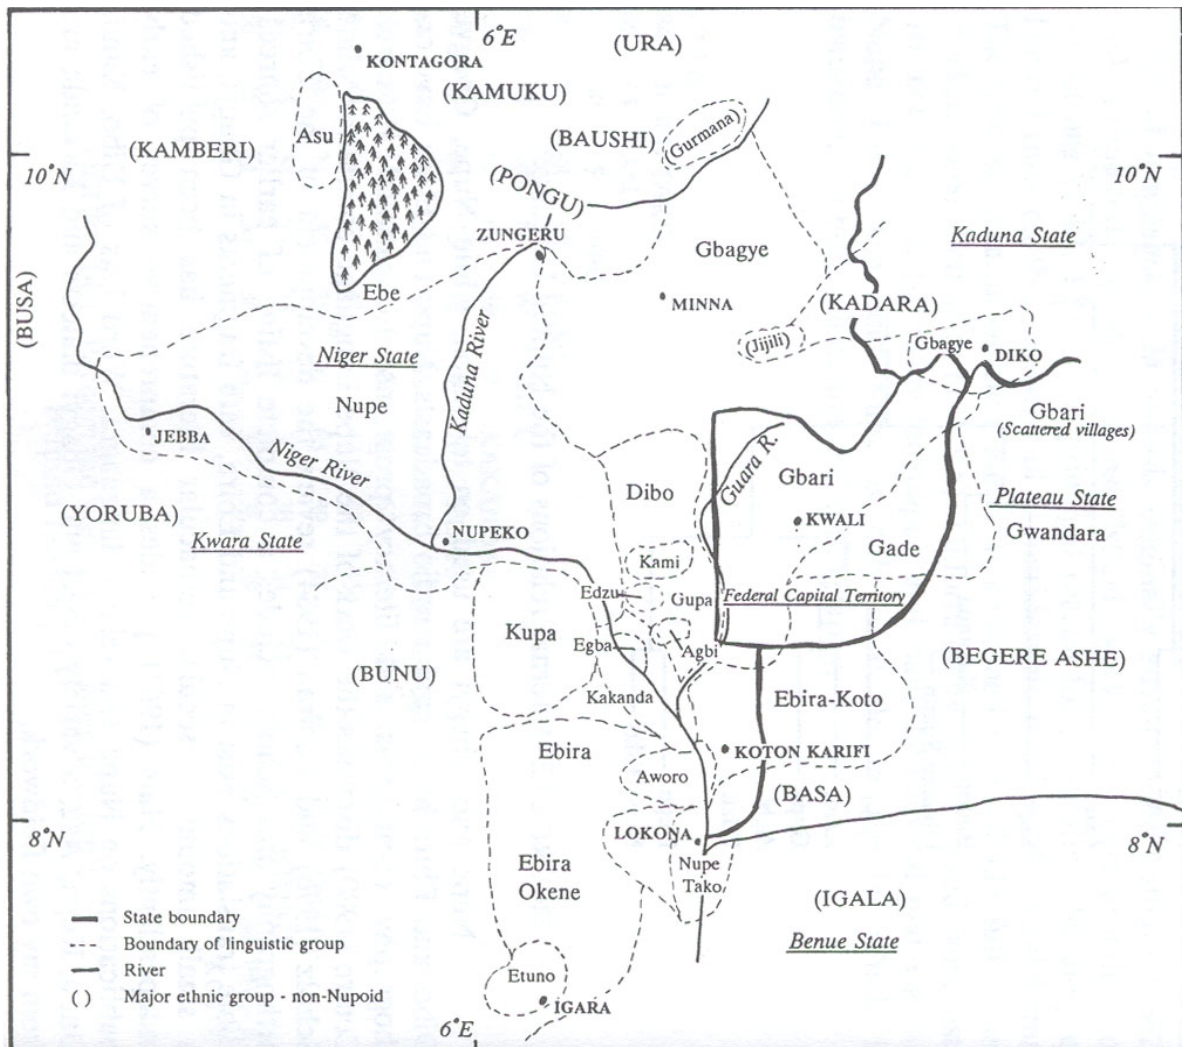 6°E
(URA)
KONTAGORA
(KAMUKU)
Asu
(BAUSHI)
(Gurmana)
(KAMBERI)
10°N
10°N
(PONGU)
ZUNGERU
Gbagye
Kaduna State
(BUSA)
Ebe
MINNA
(KADARA)
Niger State
Kaduna River
(Jijili)
Gbagye
DIKO
Nupe
Gbari
(Scattered villages)
JEBBA
Niger River
Guara R.
Gbari
Dibo
Plateau State
(YORUBA)
KWALI
Gwandara
Kwara State
NUPEKO
Gade
Kami
Edzu
Gupa
Federal Capital Territory
Kupa
Egba
Agbi
(BEGERE ASHE)
(BUNU)
Kakanda
Ebira-Koto
Ebira
KOTON KARIFI
Aworo
(BASA)
8°N
LOKONA
8°N
Nupe
Tako
Ebira
Okene
(IGALA)
Benue State
State boundary
Boundary of linguistic group
River
( ) Major ethnic group - non-Nupoid
Etuno
IGARA
6°E